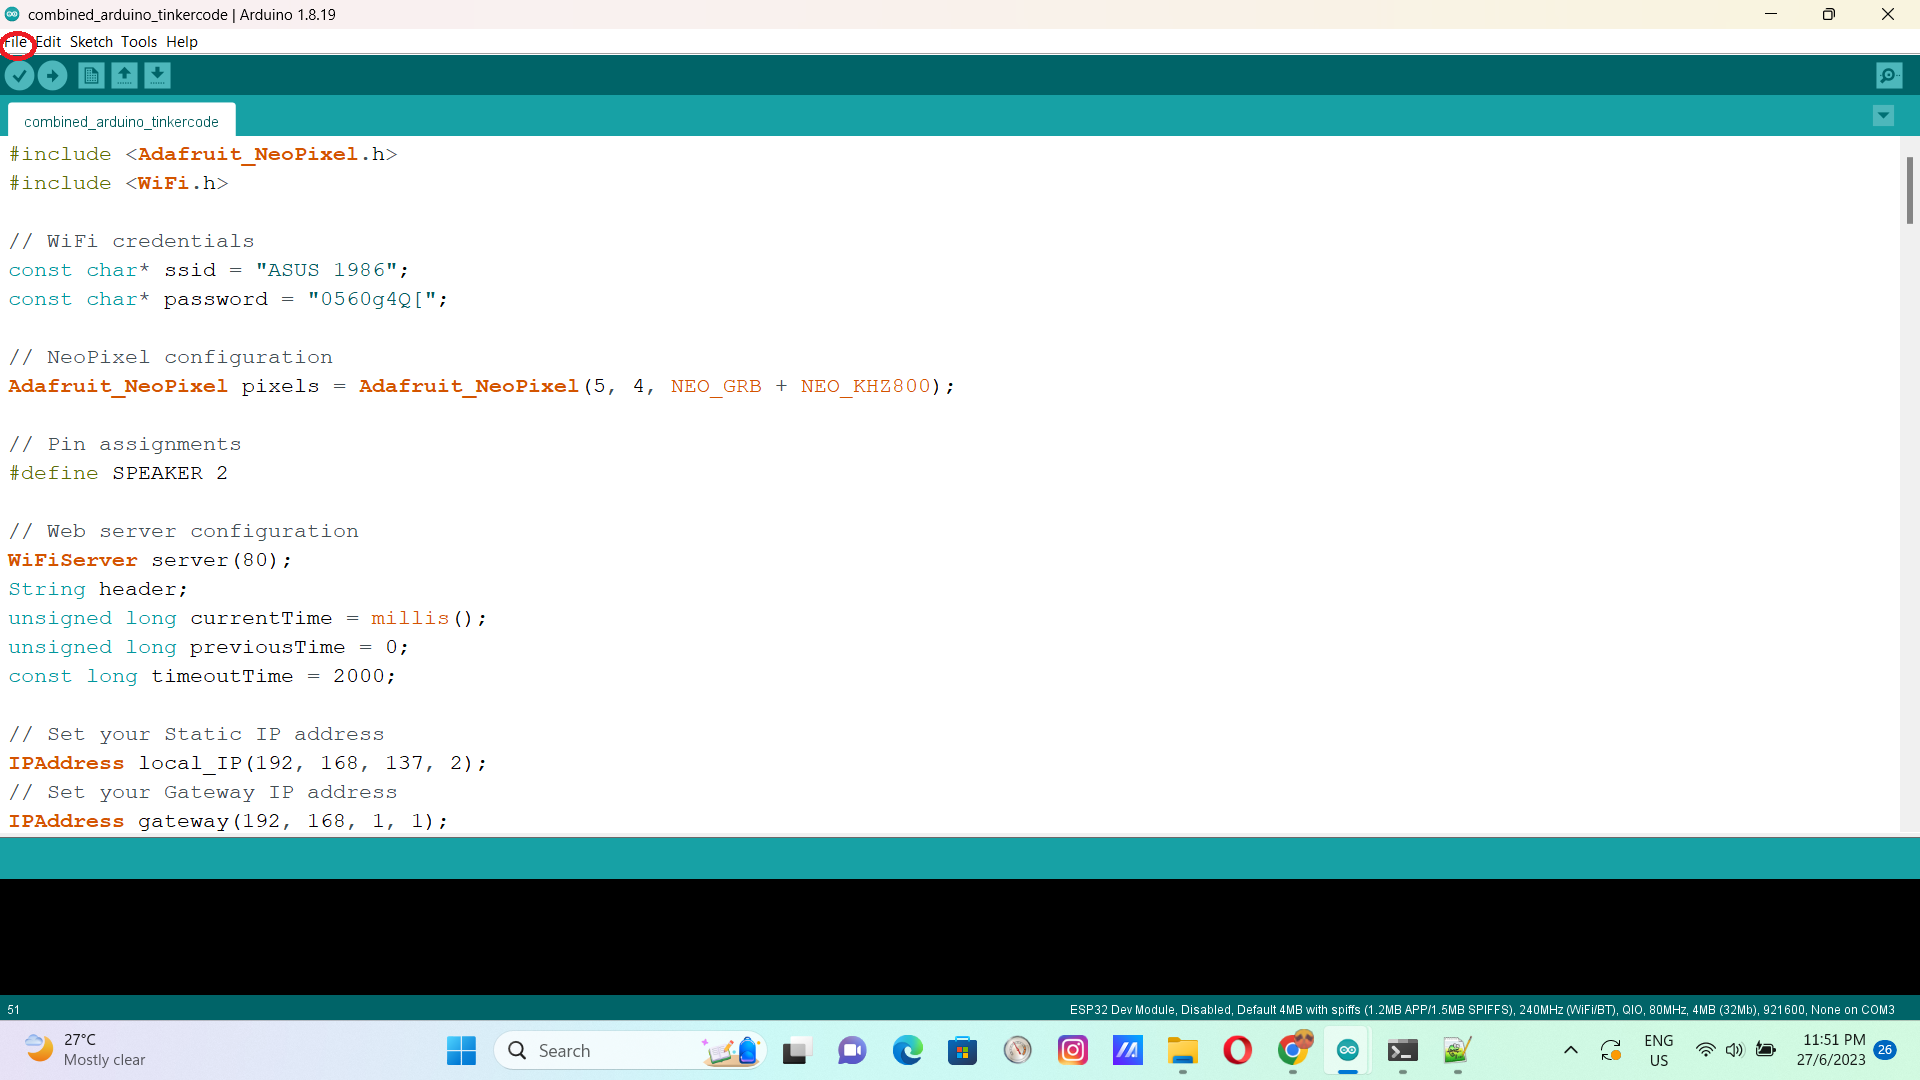 combined_arduino_tinkercode | Arduino 1.8.19
File Edit Sketch Tools Help
combined_arduino_tinkercode
#include <Adafruit_NeoPixel.h>
#include <WiFi.h>
// WiFi credentials
const char* ssid = "ASUS 1986";
const char* password = "0560g4Q[";
// NeoPixel configuration
Adafruit_NeoPixel pixels = Adafruit_NeoPixel(5, 4, NEO_GRB + NEO_KHZ800);
// Pin assignments
#define SPEAKER 2
// Web server configuration
WiFiServer server(80);
String header;
unsigned long currentTime = millis();
unsigned long previousTime = 0;
const long timeoutTime = 2000;
// Set your Static IP address
IPAddress local_IP(192, 168, 137, 2);
// Set your Gateway IP address
IPAddress gateway(192, 168, 1, 1);
51
ESP32 Dev Module, Disabled, Default 4MB with spiffs (1.2MB APP/1.5MB SPIFFS), 240MHz (WiFi/BT), QIO, 80MHz, 4MB (32Mb), 921600, None on COM3
27°C
Mostly clear
Search
ENG
US
11:51 PM
27/6/2023
26